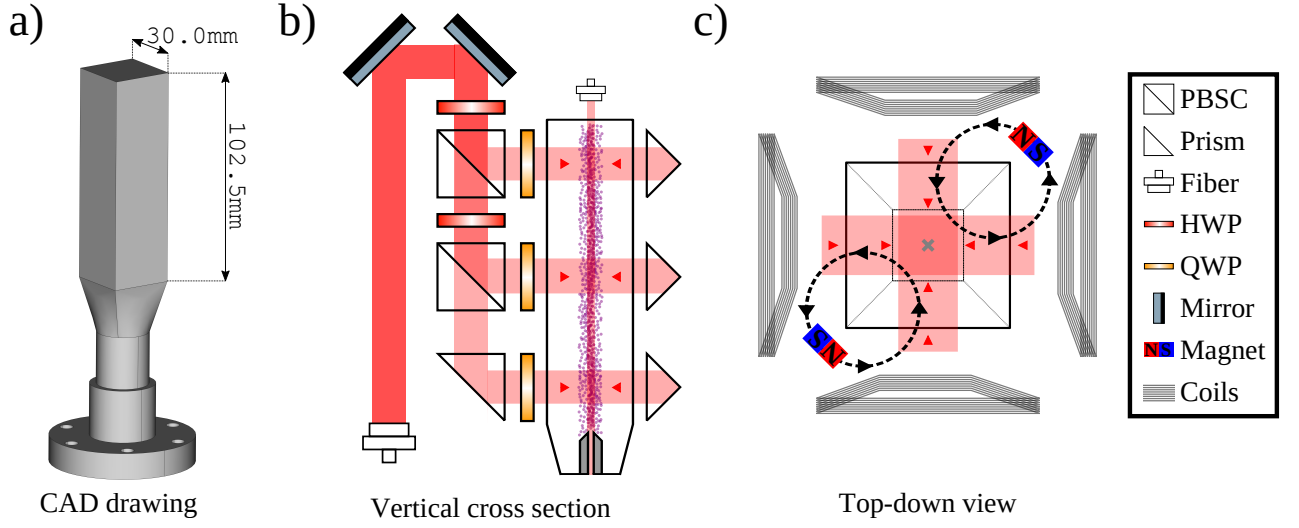 a)
30.0mm
102.5mm
CAD drawing
b)
Vertical cross section
c)
N S
S N
Top-down view
PBSC
Prism
Fiber
HWP
QWP
Mirror
N S
Magnet
Coils